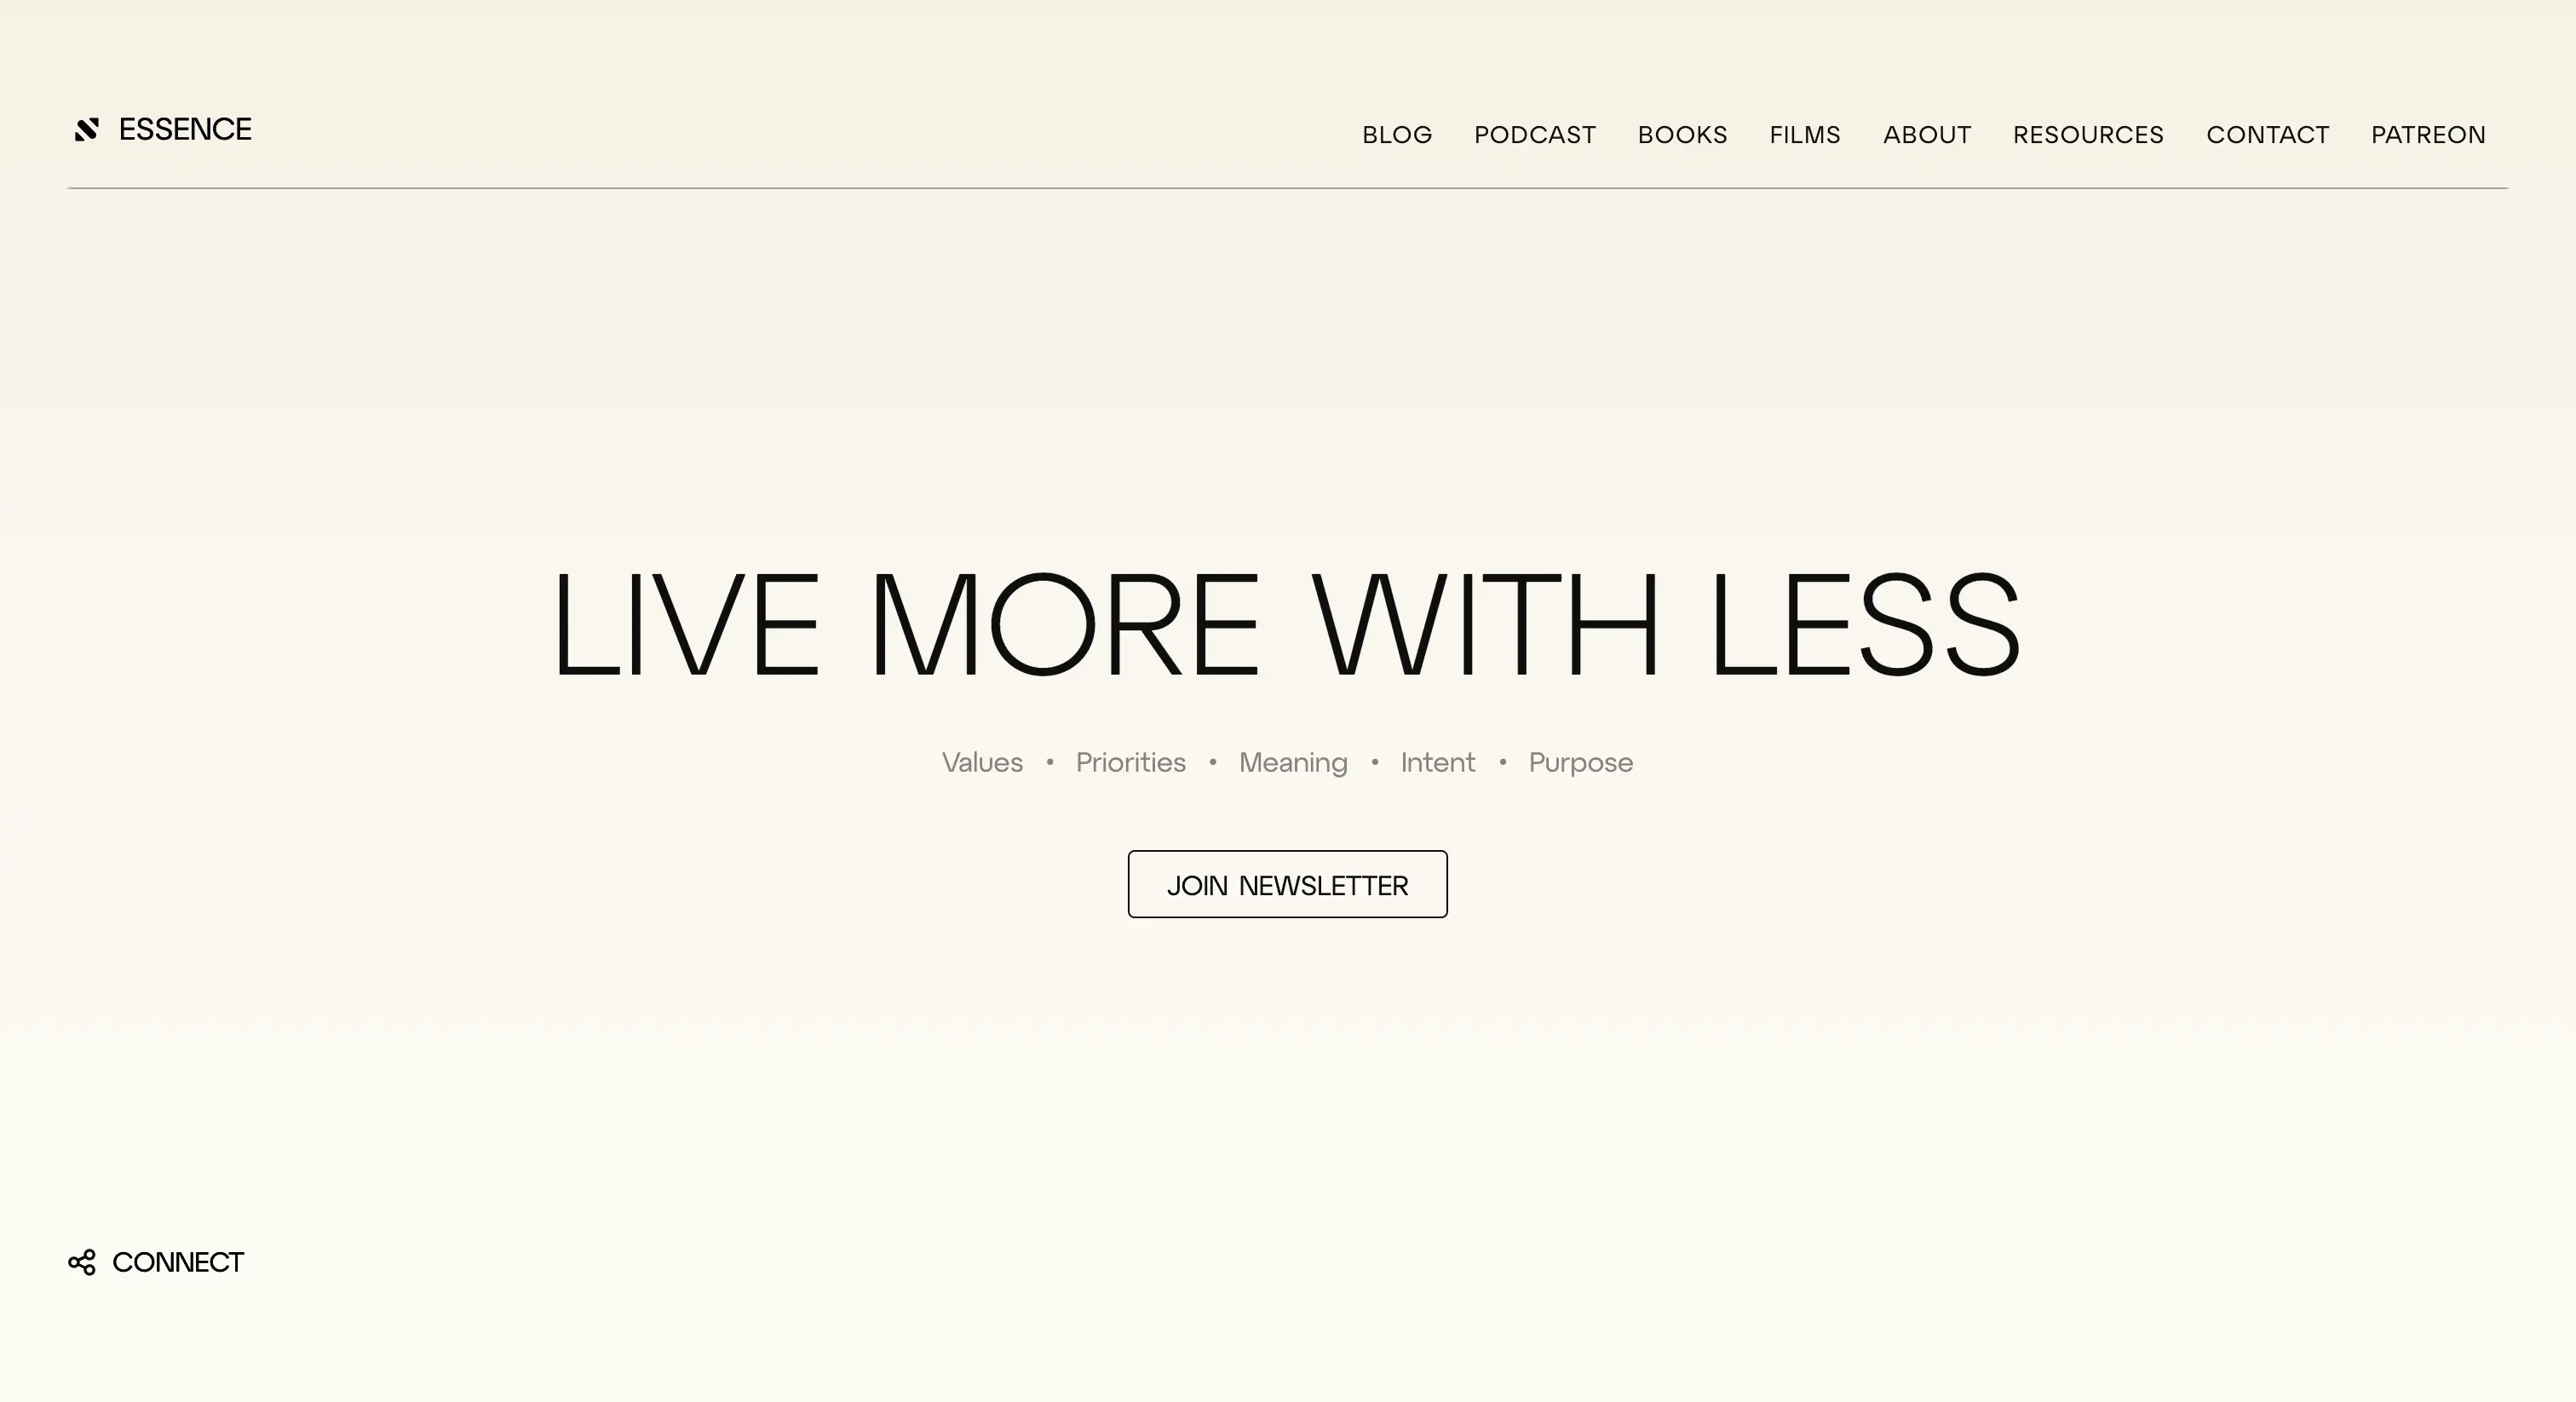 ESSENCE
BLOG PODCAST BOOKS FILMS ABOUT RESOURCES CONTACT PATREON
LIVE MORE WITH LESS
Values • Priorities • Meaning • Intent • Purpose
JOIN NEWSLETTER
CONNECT